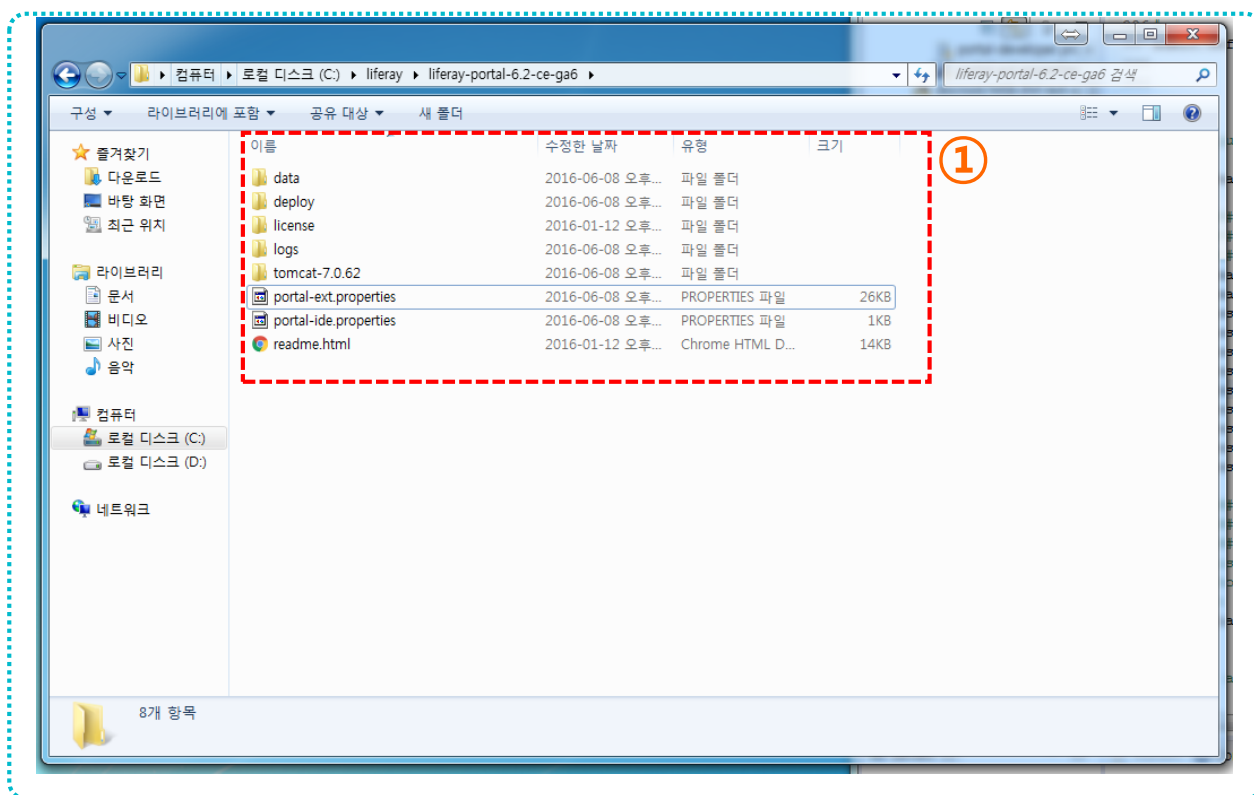 컴퓨터 ▸ 로컬 디스크 (C:) ▸ liferay ▸ liferay-portal-6.2-ce-ga6 ▸
liferay-portal-6.2-ce-ga6 검색
구성 라이브러리에 포함 공유 대상 새 폴더
즐겨찾기
다운로드
바탕 화면
최근 위치
라이브러리
문서
비디오
사진
음악
컴퓨터
로컬 디스크 (C:)
로컬 디스크 (D:)
네트워크
이름 수정한 날짜 유형 크기
data 2016-06-08 오후... 파일 폴더
deploy 2016-06-08 오후... 파일 폴더
license 2016-01-12 오후... 파일 폴더
logs 2016-06-08 오후... 파일 폴더
tomcat-7.0.62 2016-06-08 오후... 파일 폴더
portal-ext.properties 2016-06-08 오후... PROPERTIES 파일 26KB
portal-ide.properties 2016-06-08 오후... PROPERTIES 파일 1KB
readme.html 2016-01-12 오후... Chrome HTML D... 14KB
①
8개 항목